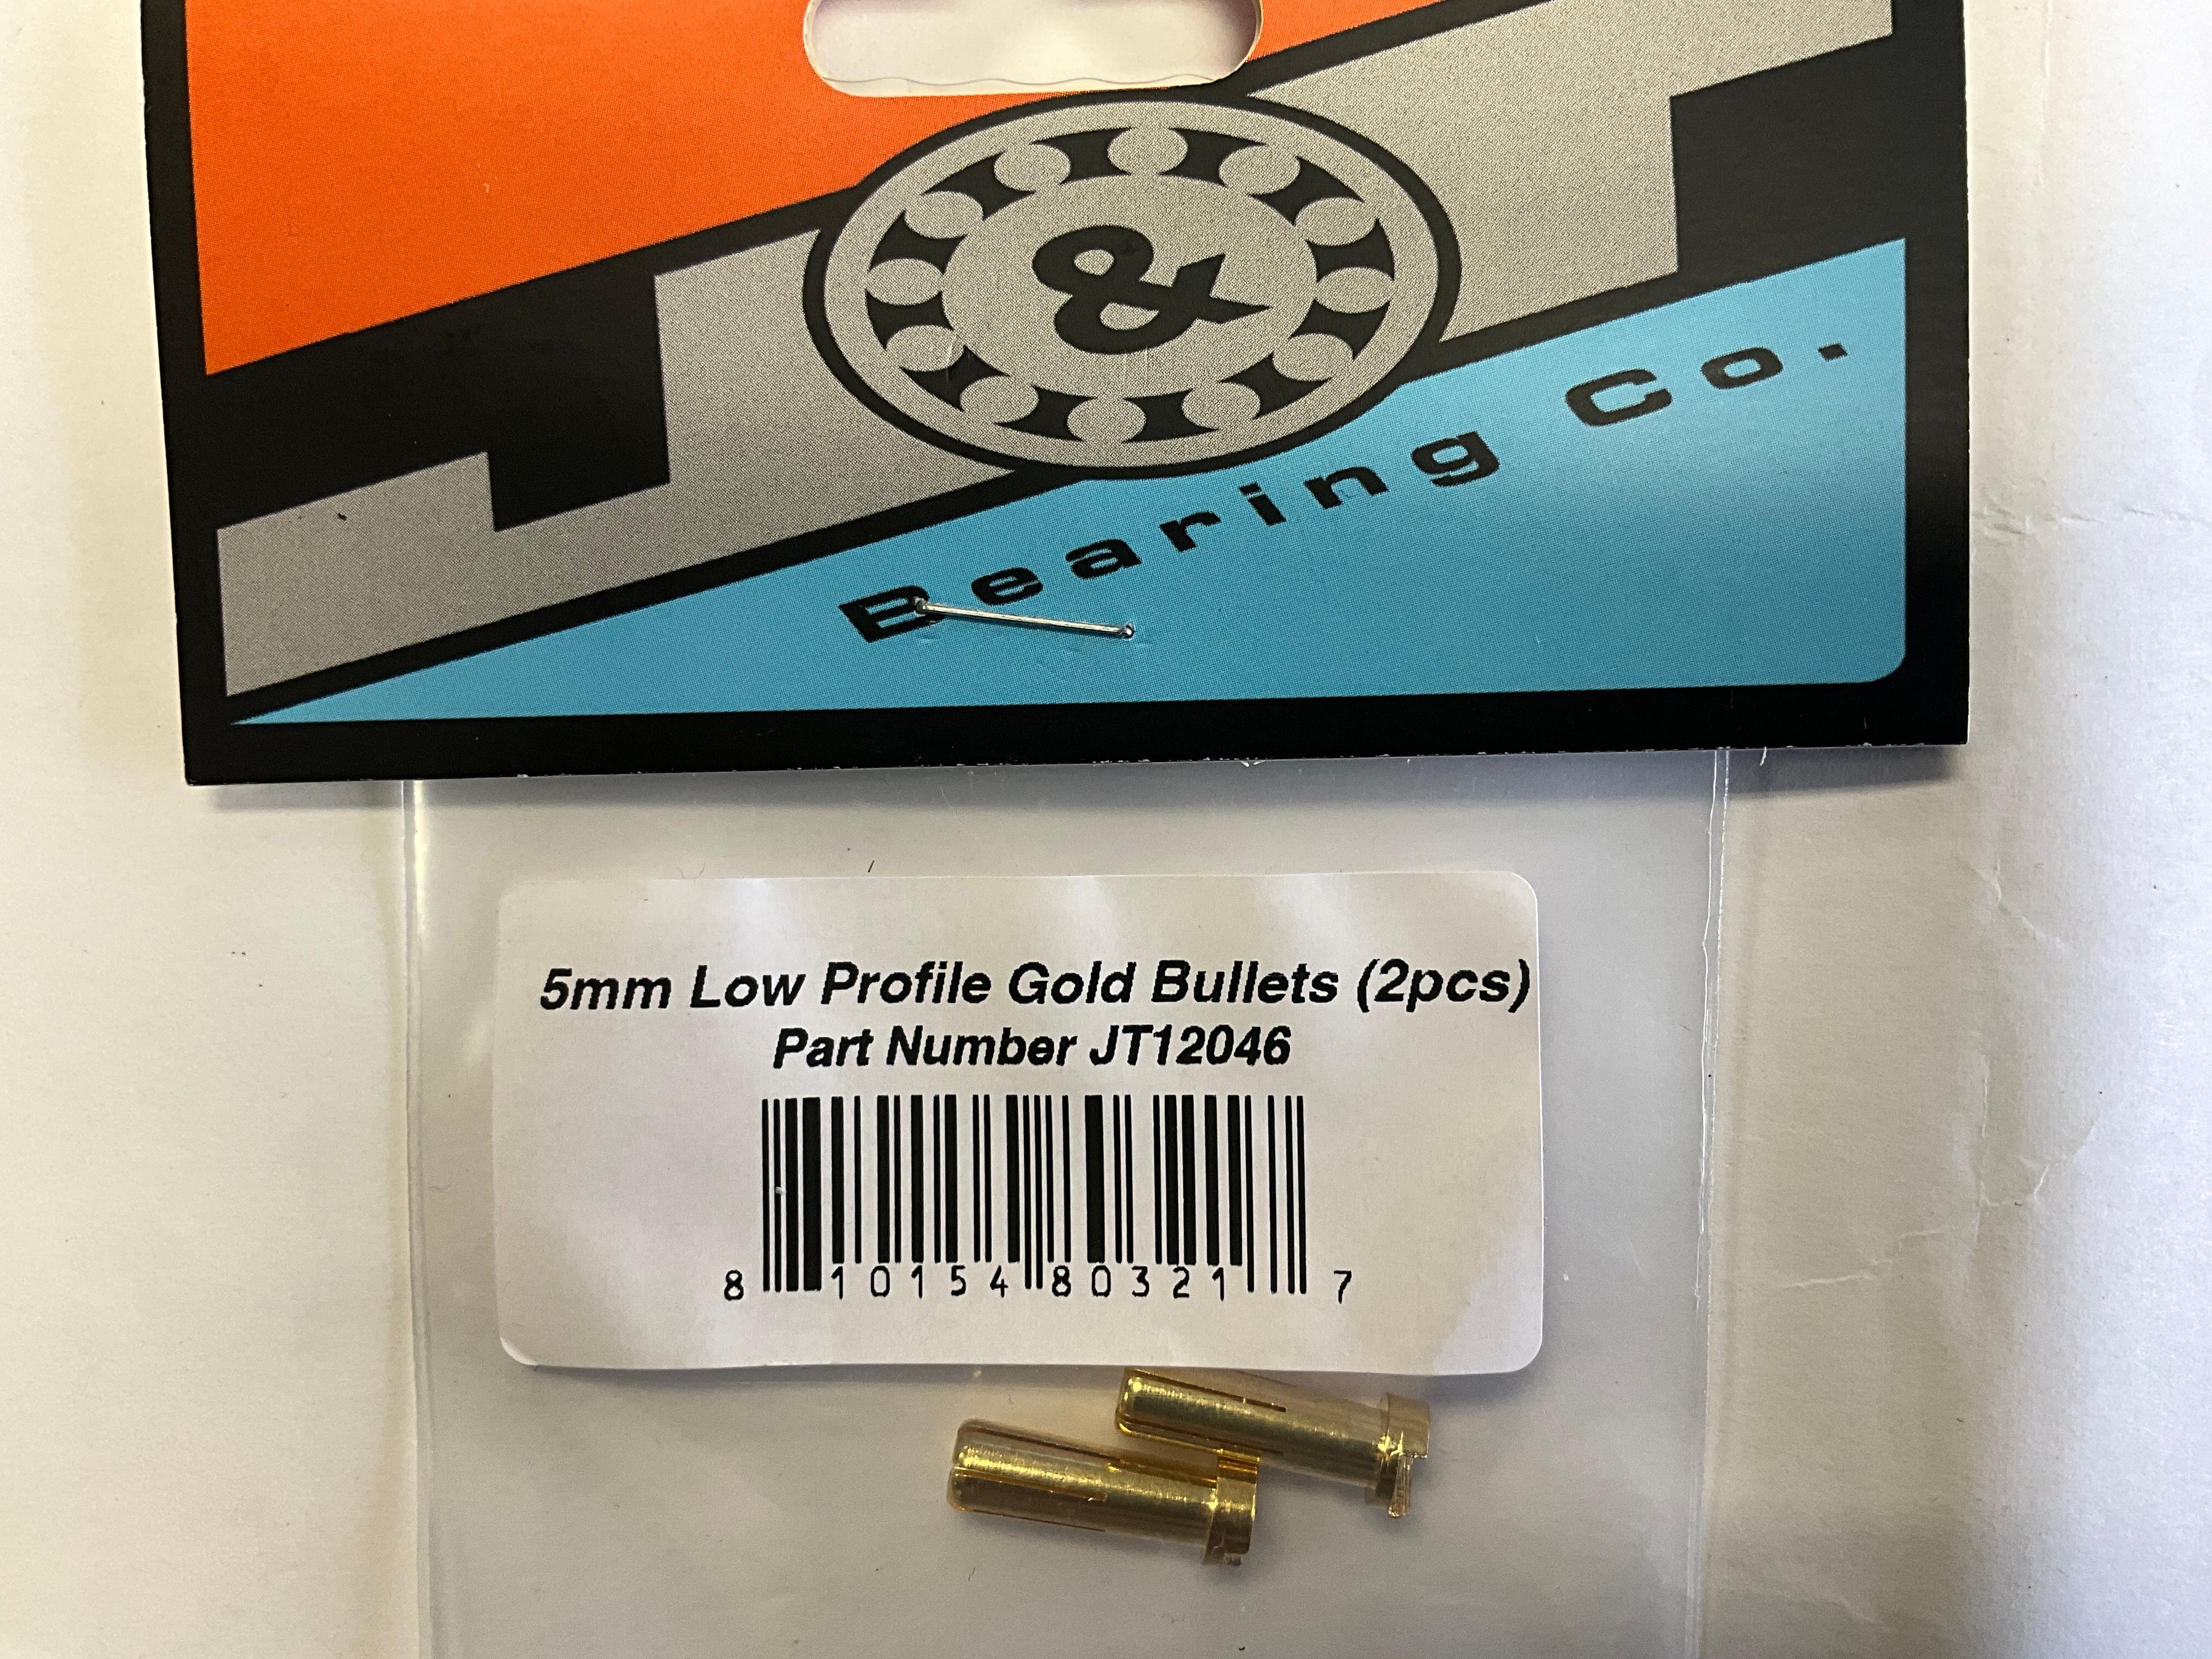 J&T
Bearing Co.
5mm Low Profile Gold Bullets (2pcs)
Part Number JT12046
8 10154 80321 7